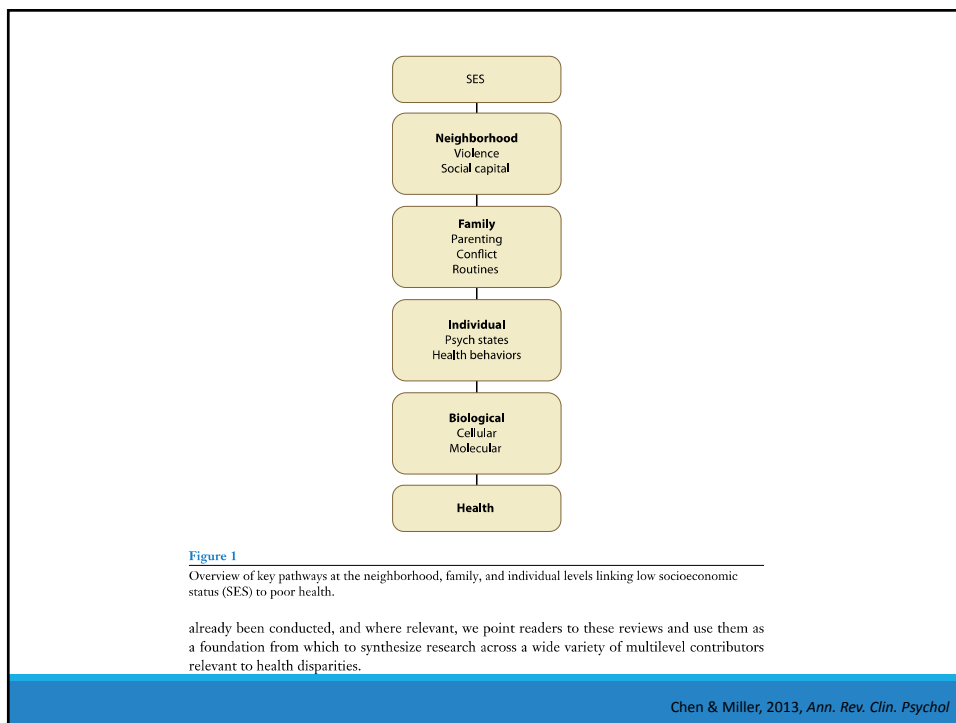 SES
Neighborhood
Violence
Social capital
Family
Parenting
Conflict
Routines
Individual
Psych states
Health behaviors
Biological
Cellular
Molecular
Health
Figure 1
Overview of key pathways at the neighborhood, family, and individual levels linking low socioeconomic
status (SES) to poor health.
already been conducted, and where relevant, we point readers to these reviews and use them as
a foundation from which to synthesize research across a wide variety of multilevel contributors
relevant to health disparities.
Chen & Miller, 2013, Ann. Rev. Clin. Psychol